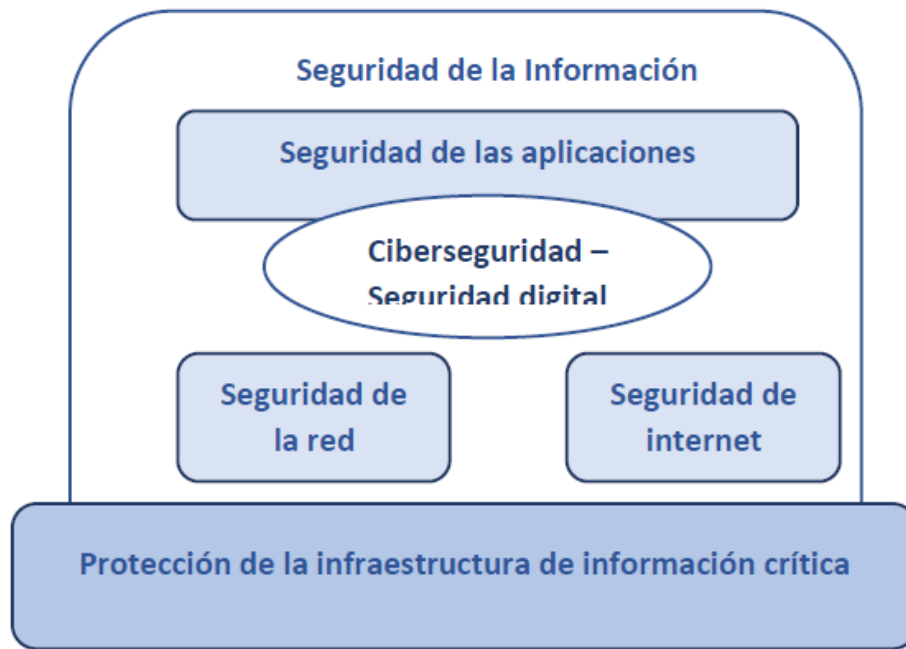 Seguridad de la Información
Seguridad de las aplicaciones
Ciberseguridad –
Seguridad digital
Seguridad de
la red
Seguridad de
internet
Protección de la infraestructura de información crítica